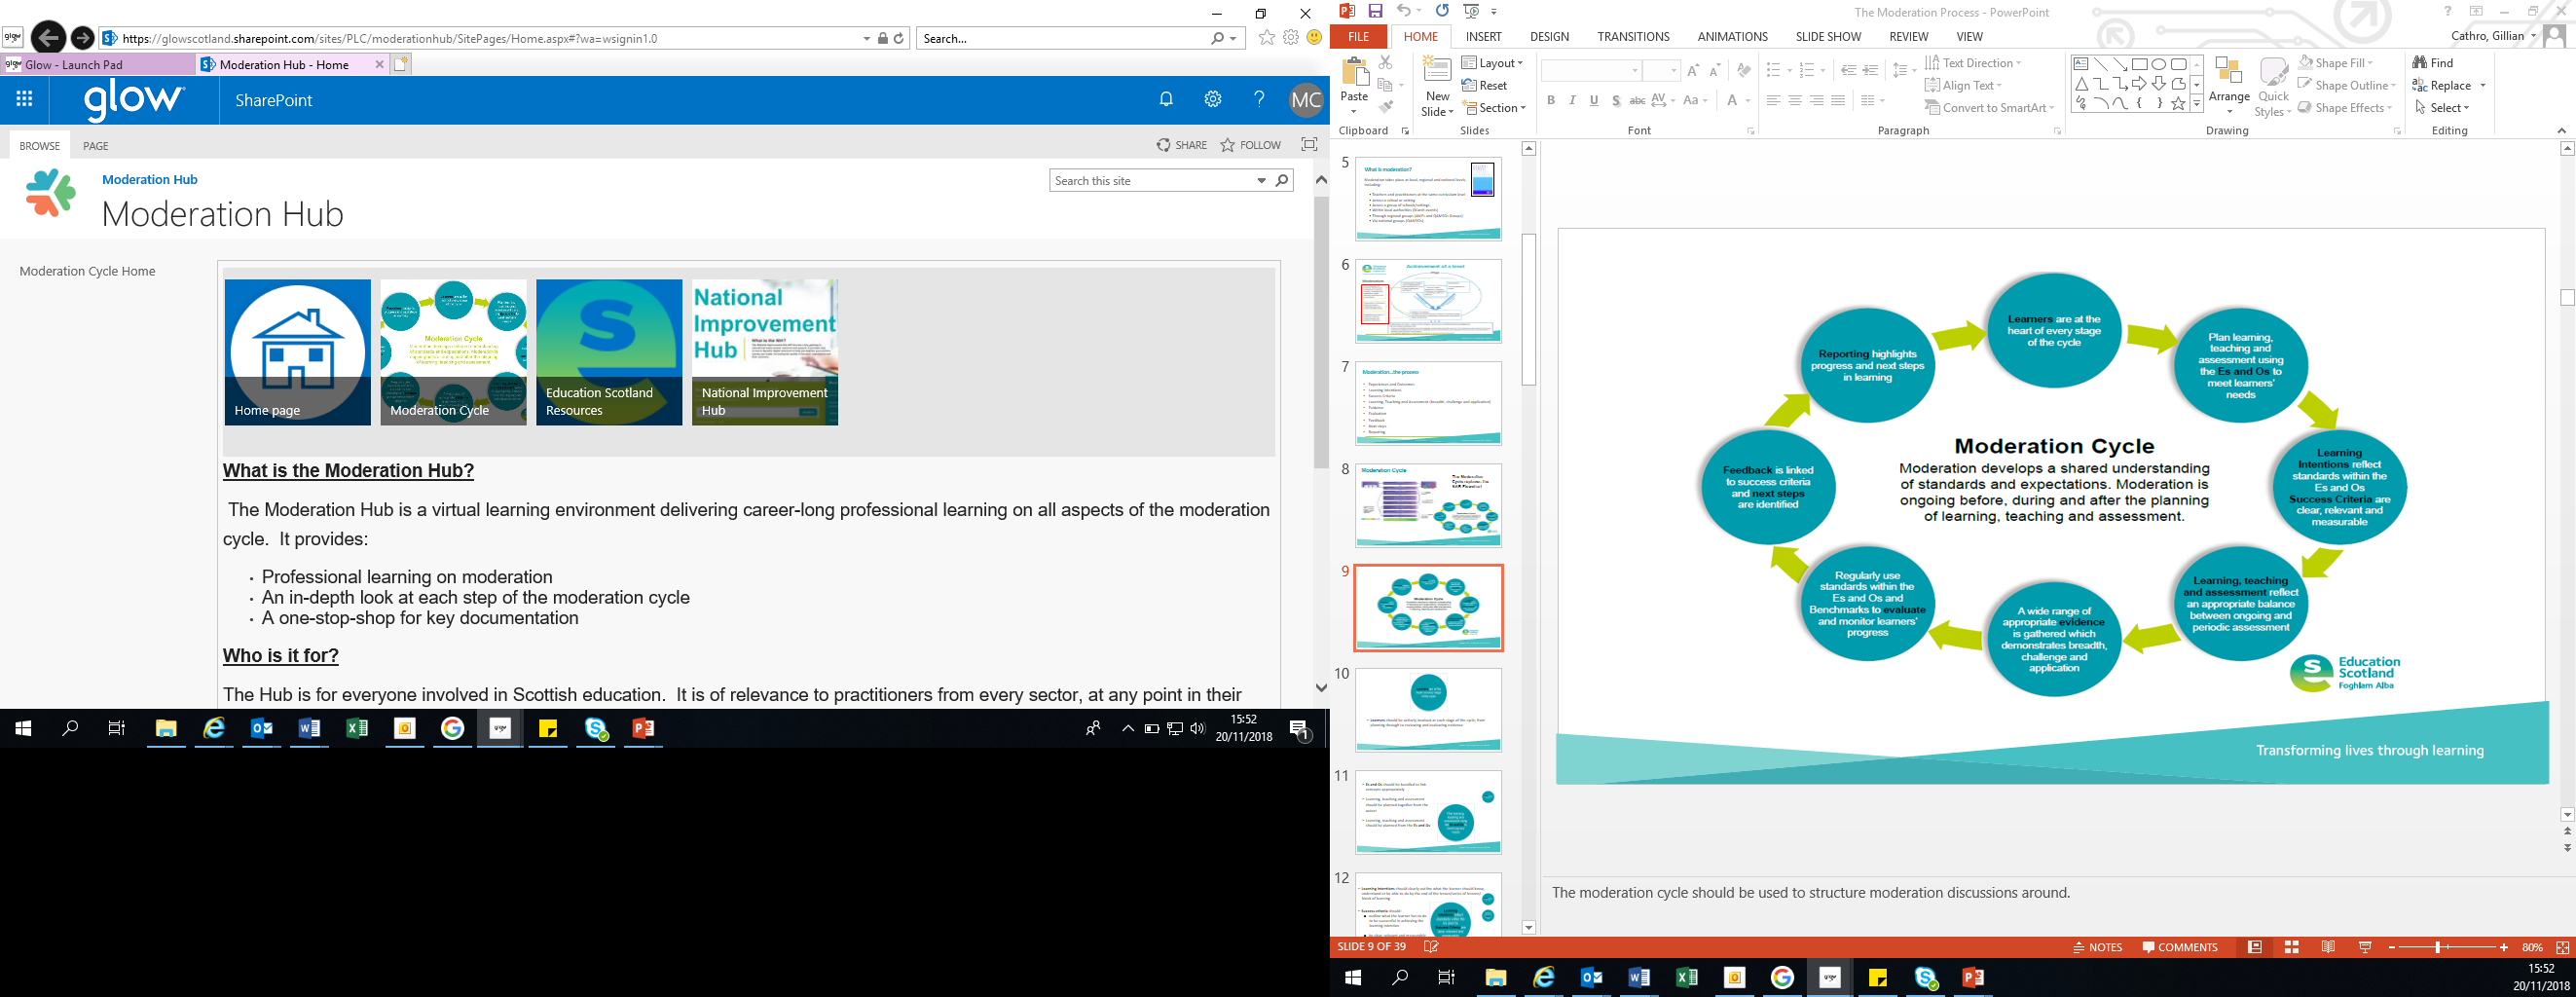 https://glowscotland.sharepoint.com/sites/PLC/moderationhub/SitePages/Home.aspx#?wa=wsignin1.0
Search...
Glow - Launch Pad
Moderation Hub - Home
glow
SharePoint
MC
BROWSE
PAGE
SHARE
FOLLOW
Moderation Hub
Moderation Hub
Search this site
Moderation Cycle Home
Home page
Moderation Cycle
Education Scotland
Resources
National
Improvement
Hub
National Improvement
Hub
What is the Moderation Hub?
The Moderation Hub is a virtual learning environment delivering career-long professional learning on all aspects of the moderation
cycle. It provides:
Professional learning on moderation
An in-depth look at each step of the moderation cycle
A one-stop-shop for key documentation
Who is it for?
The Hub is for everyone involved in Scottish education. It is of relevance to practitioners from every sector, at any point in their
15:52
20/11/2018
The Moderation Process - PowerPoint
FILE
HOME
INSERT
DESIGN
TRANSITIONS
ANIMATIONS
SLIDE SHOW
REVIEW
VIEW
Cathro, Gillian
Paste
New
Slide
Layout
Reset
Section
Text Direction
Align Text
Convert to SmartArt
Arrange
Quick
Styles
Shape Fill
Shape Outline
Shape Effects
Find
Replace
Select
Clipboard
Slides
Font
Paragraph
Drawing
Editing
5
What is moderation?
6
7
Moderation...the process
8
Moderation Cycle
9
10
11
12
Learners are at the
heart of every stage
of the cycle
Plan learning,
teaching and
assessment using
the Es and Os to
meet learners'
needs
Learning
Intentions reflect
standards within the
Es and Os
Success Criteria are
clear, relevant and
measurable
Learning, teaching
and assessment reflect
an appropriate balance
between ongoing and
periodic assessment
A wide range of
appropriate evidence
is gathered which
demonstrates breadth,
challenge and
application
Regularly use
standards within the
Es and Os and
Benchmarks to evaluate
and monitor learners'
progress
Feedback is linked
to success criteria
and next steps
are identified
Reporting highlights
progress and next steps
in learning
Moderation Cycle
Moderation develops a shared understanding
of standards and expectations. Moderation is
ongoing before, during and after the planning
of learning, teaching and assessment.
Education
Scotland
Foghlam Alba
Transforming lives through learning
The moderation cycle should be used to structure moderation discussions around.
SLIDE 9 OF 39
NOTES
COMMENTS
80%
15:52
20/11/2018